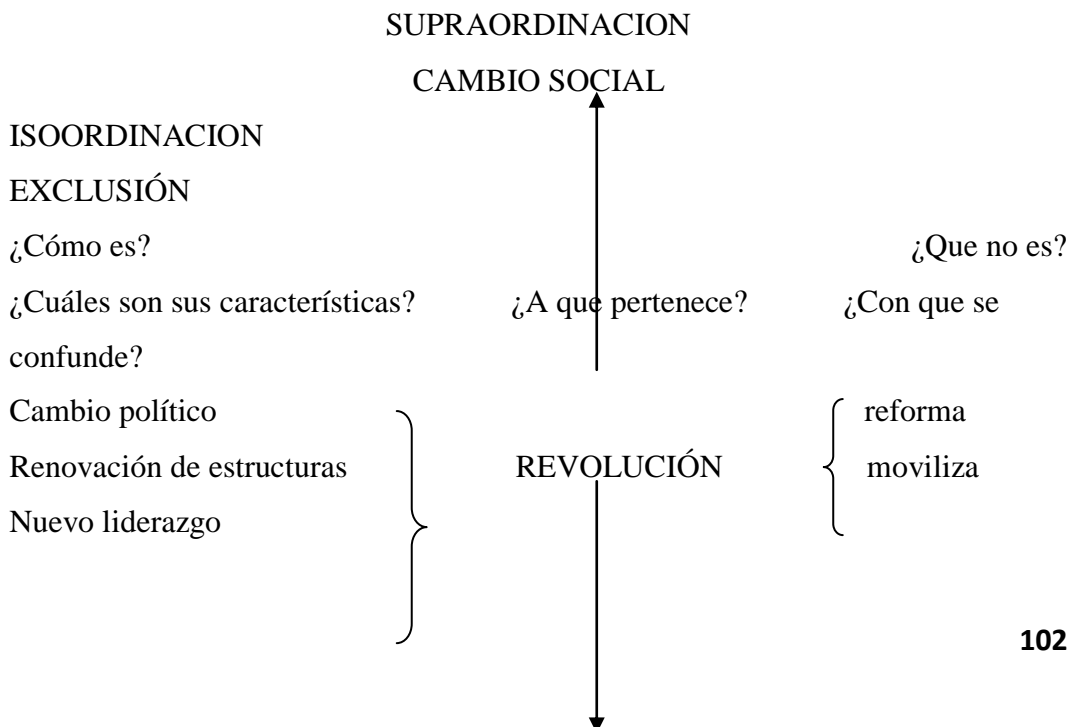 SUPRAORDINACION
CAMBIO SOCIAL
ISOORDINACION
EXCLUSIÓN
¿Cómo es? ¿Que no es?
¿Cuáles son sus características? ¿A que pertenece? ¿Con que se
confunde?
Cambio político reforma
Renovación de estructuras REVOLUCIÓN moviliza
Nuevo liderazgo
102